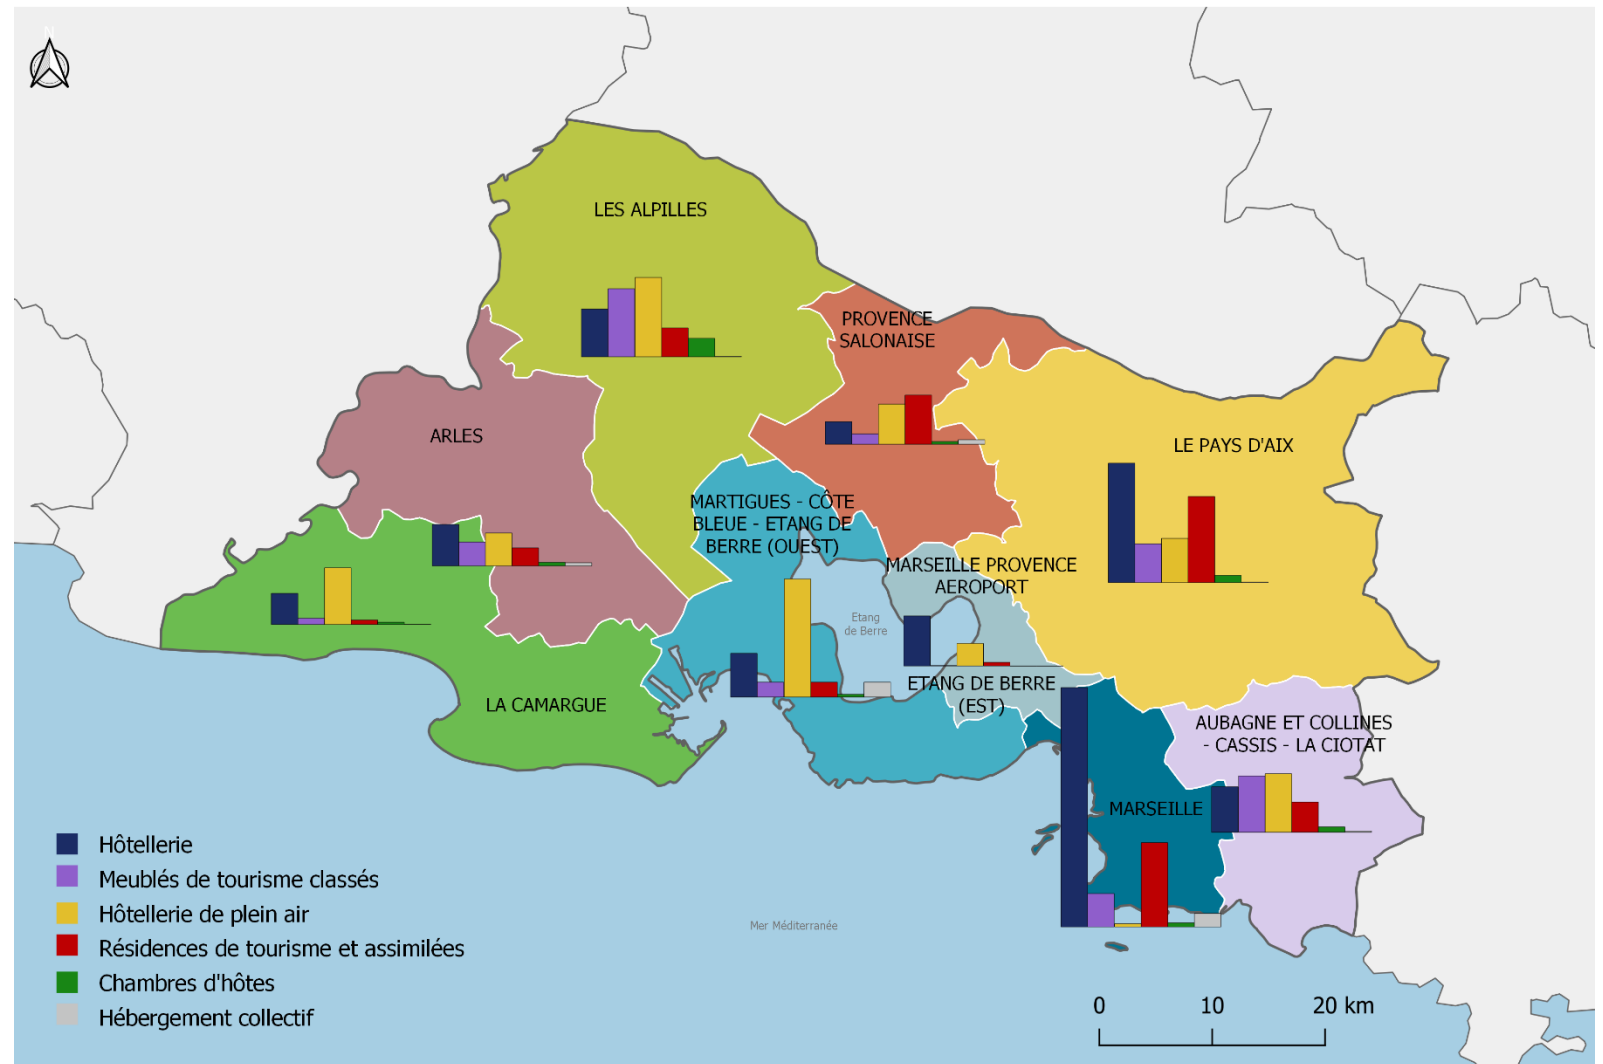 N
LES ALPILLES
PROVENCE
SALONAISE
ARLES
LE PAYS D'AIX
MARTIGUES - CÔTE
BLEUE - ETANG DE
BERRE (OUEST)
MARSEILLE PROVENCE
AEROPORT
Etang
de Berre
ETANG DE BERRE
(EST)
LA CAMARGUE
AUBAGNE ET COLLINES
- CASSIS - LA CIOTAT
MARSEILLE
Hôtellerie
Meublés de tourisme classés
Hôtellerie de plein air
Résidences de tourisme et assimilées
Chambres d'hôtes
Hébergement collectif
Mer Méditerranée
0 10 20 km